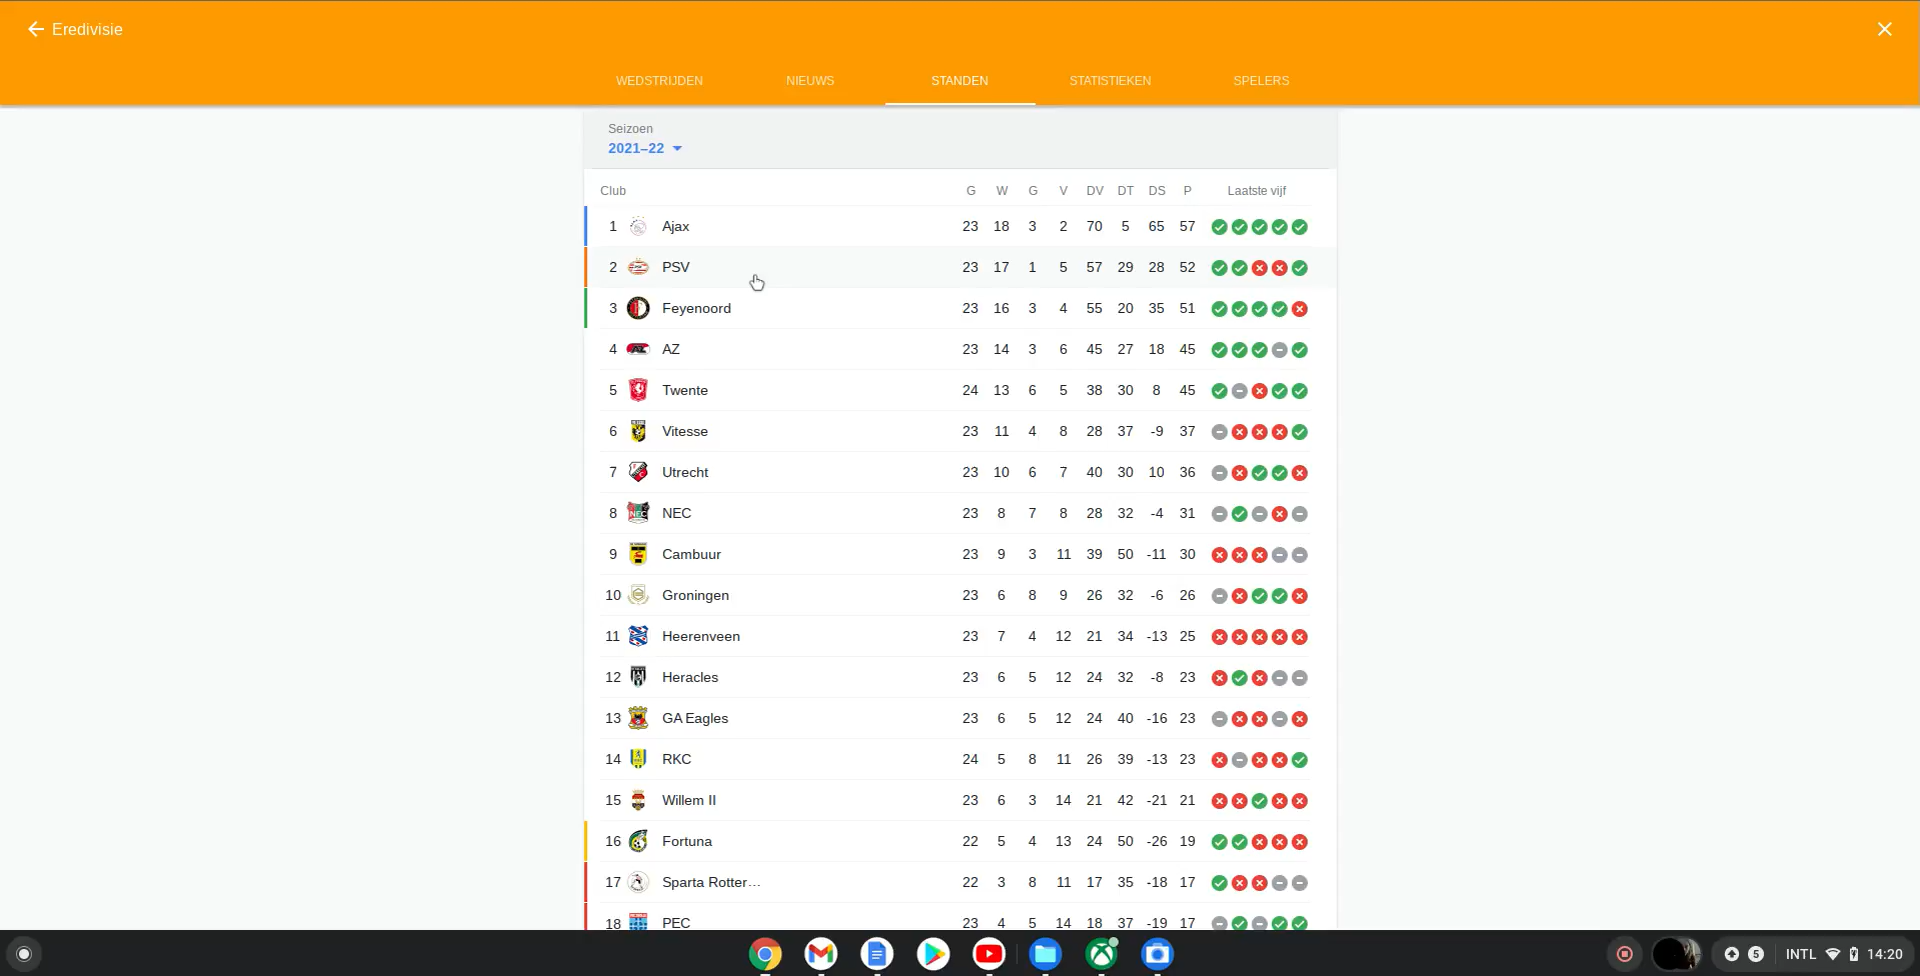 Eredivisie
WEDSTRIJDEN NIEUWS STANDEN STATISTIEKEN SPELERS
Seizoen
2021–22
Club G W G V DV DT DS P Laatste vijf
1 Ajax 23 18 3 2 70 5 65 57
2 PSV 23 17 1 5 57 29 28 52
3 Feyenoord 23 16 3 4 55 20 35 51
4 AZ 23 14 3 6 45 27 18 45
5 Twente 24 13 6 5 38 30 8 45
6 Vitesse 23 11 4 8 28 37 -9 37
7 Utrecht 23 10 6 7 40 30 10 36
8 NEC 23 8 7 8 28 32 -4 31
9 Cambuur 23 9 3 11 39 50 -11 30
10 Groningen 23 6 8 9 26 32 -6 26
11 Heerenveen 23 7 4 12 21 34 -13 25
12 Heracles 23 6 5 12 24 32 -8 23
13 GA Eagles 23 6 5 12 24 40 -16 23
14 RKC 24 5 8 11 26 39 -13 23
15 Willem II 23 6 3 14 21 42 -21 21
16 Fortuna 22 5 4 13 24 50 -26 19
17 Sparta Rotter... 22 3 8 11 17 35 -18 17
18 PEC 23 4 5 14 18 37 -19 17
5 INTL 14:20